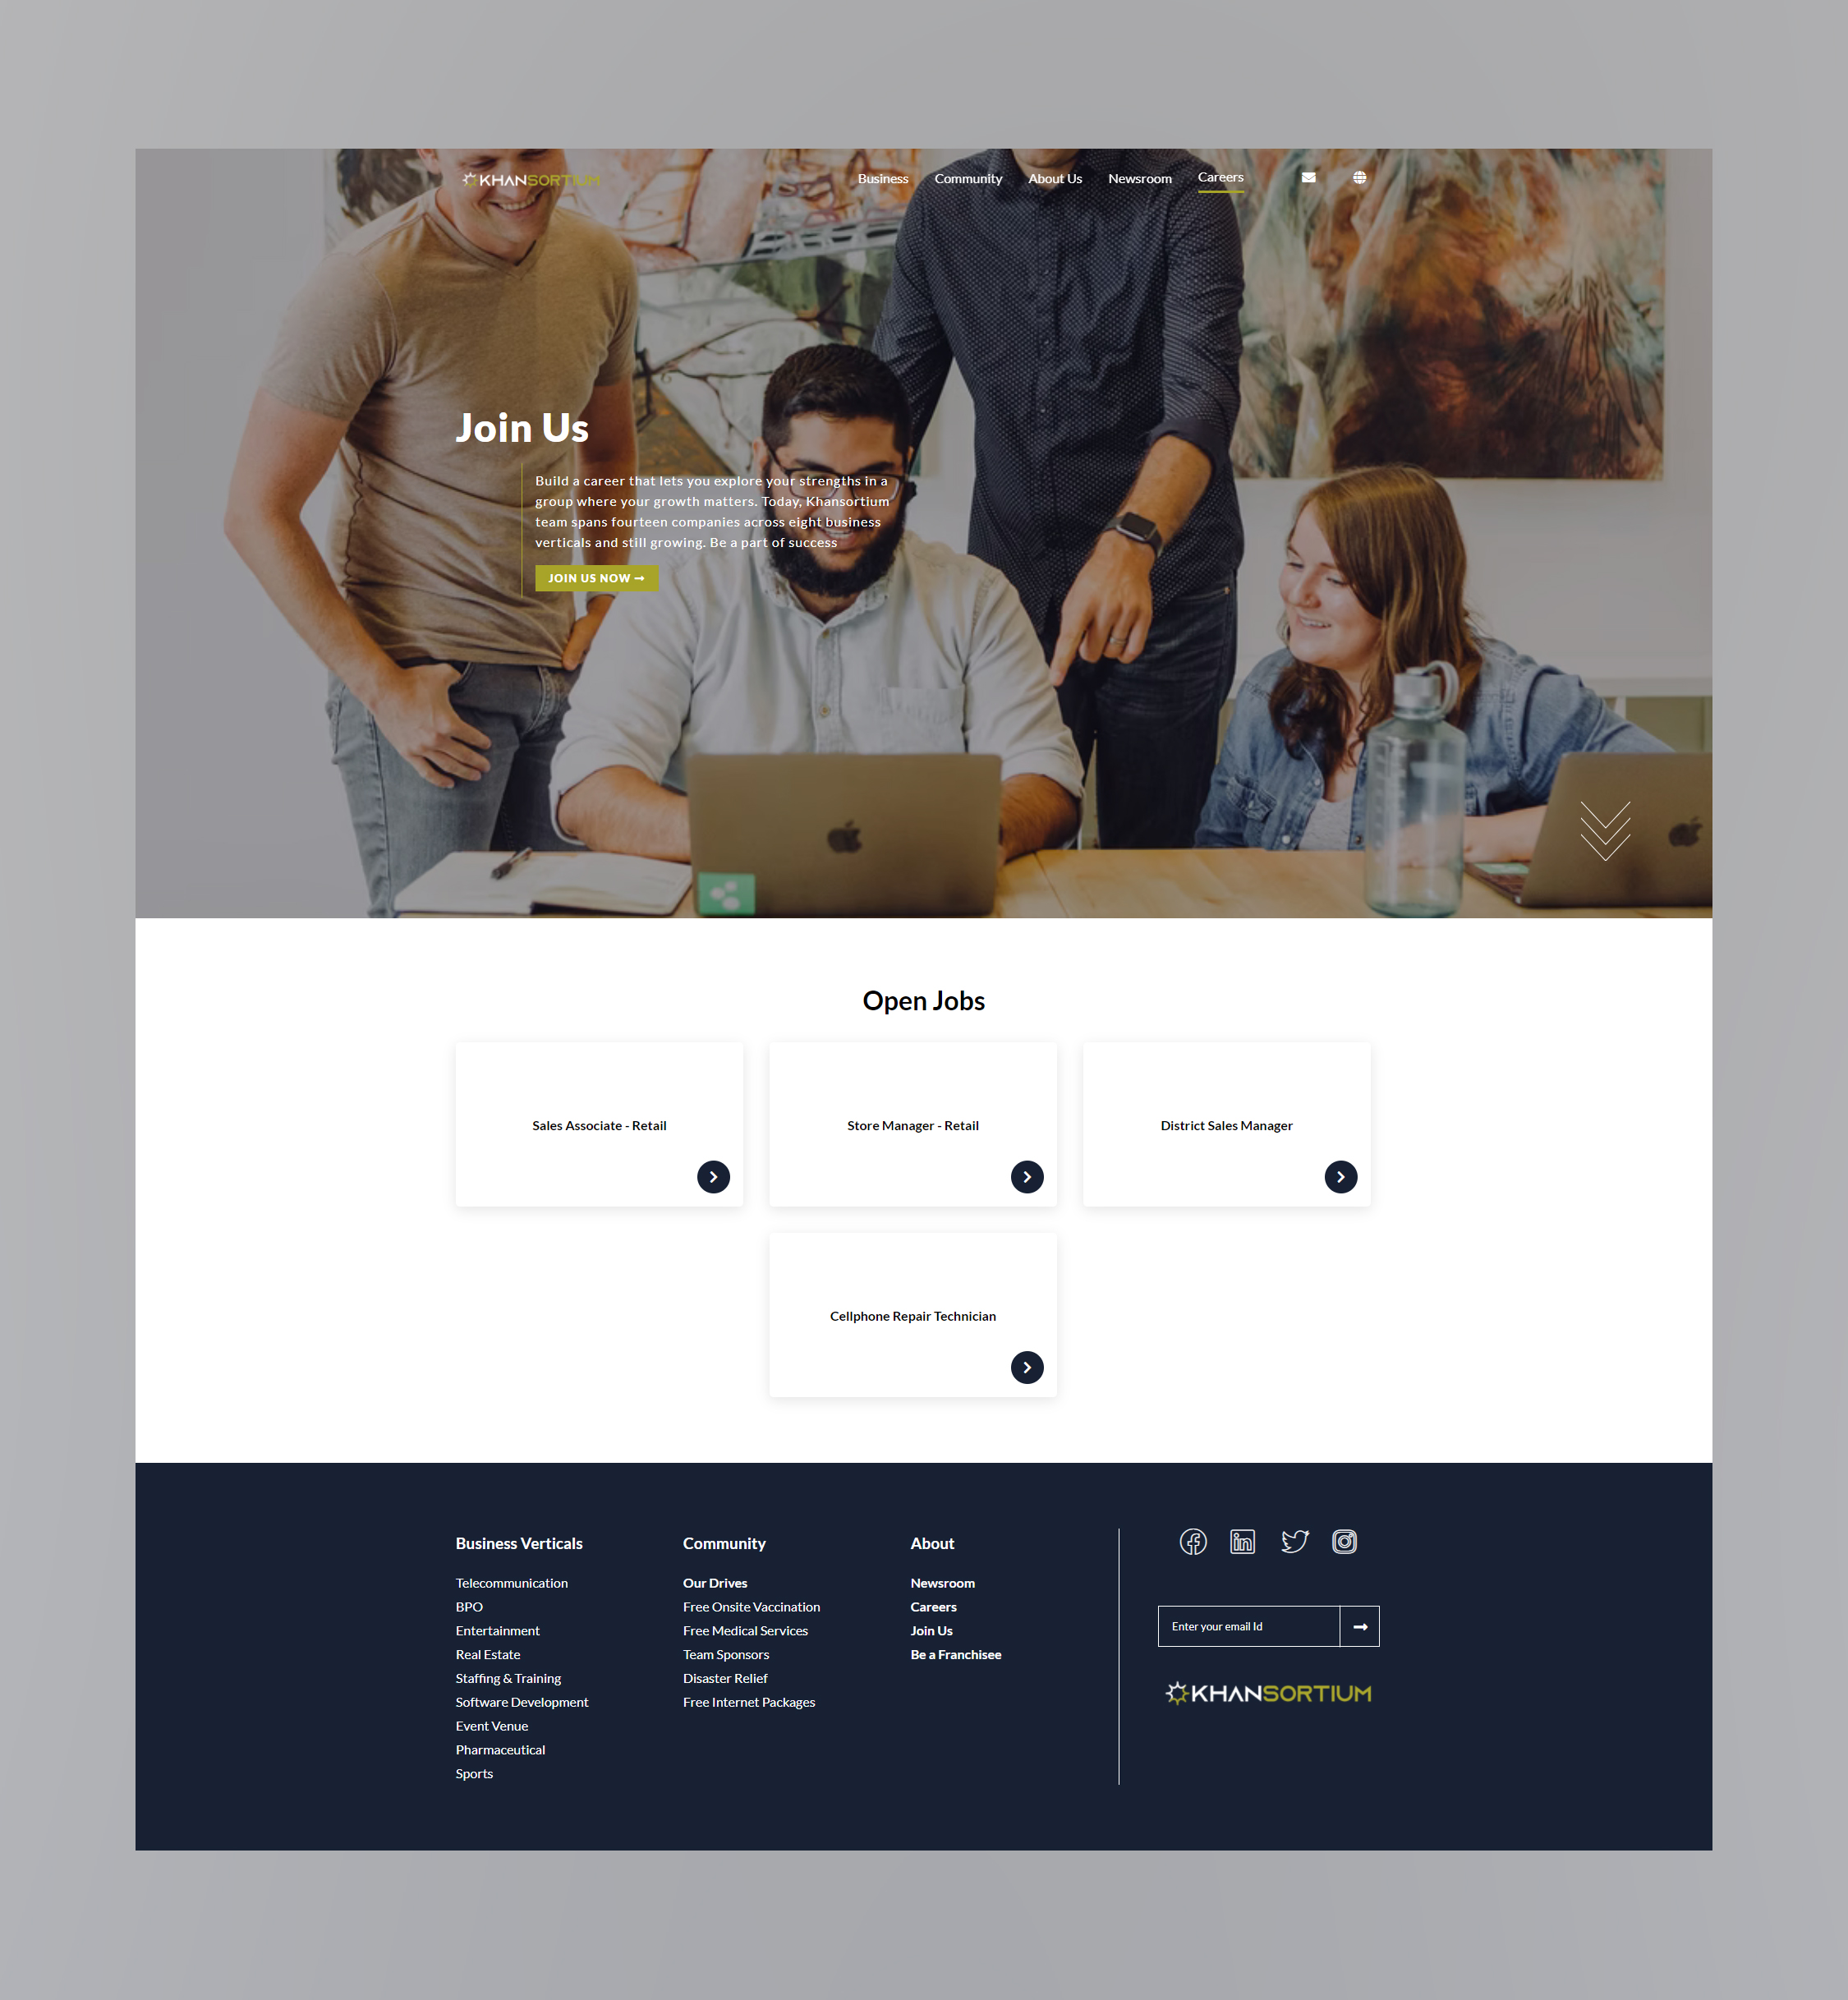 KHANSORTIUM
Business Community About Us Newsroom Careers
Join Us
Build a career that lets you explore your strengths in a
group where your growth matters. Today, Khansortium
team spans fourteen companies across eight business
verticals and still growing. Be a part of success
JOIN US NOW
Open Jobs
Sales Associate - Retail
Store Manager - Retail
District Sales Manager
Cellphone Repair Technician
Business Verticals
Telecommunication
BPO
Entertainment
Real Estate
Staffing & Training
Software Development
Event Venue
Pharmaceutical
Sports
Community
Our Drives
Free Onsite Vaccination
Free Medical Services
Team Sponsors
Disaster Relief
Free Internet Packages
About
Newsroom
Careers
Join Us
Be a Franchisee
Enter your email Id
KHANSORTIUM